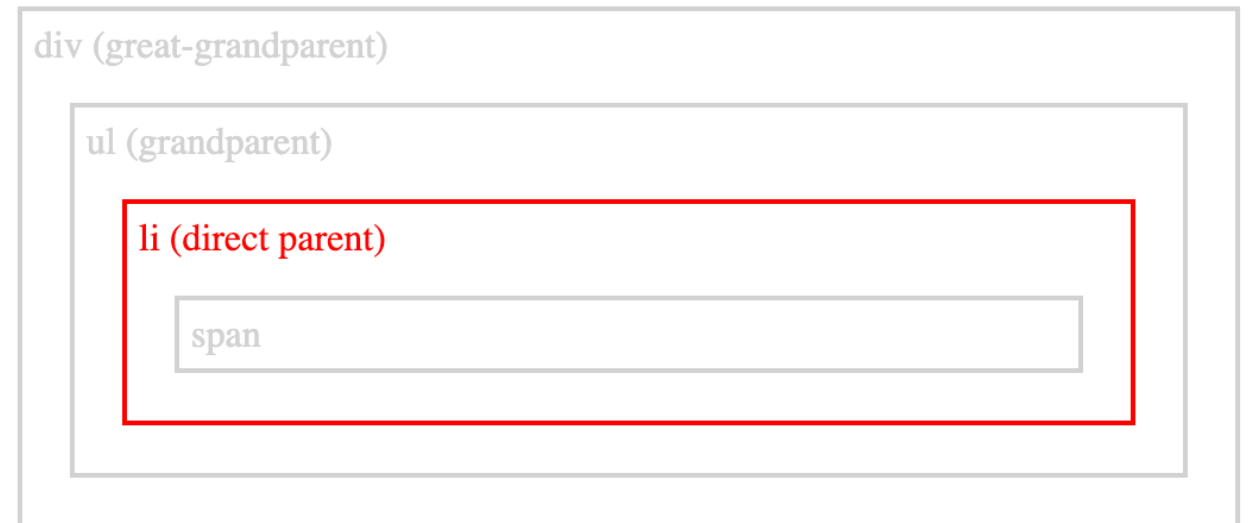 div (great-grandparent)
ul (grandparent)
li (direct parent)
span